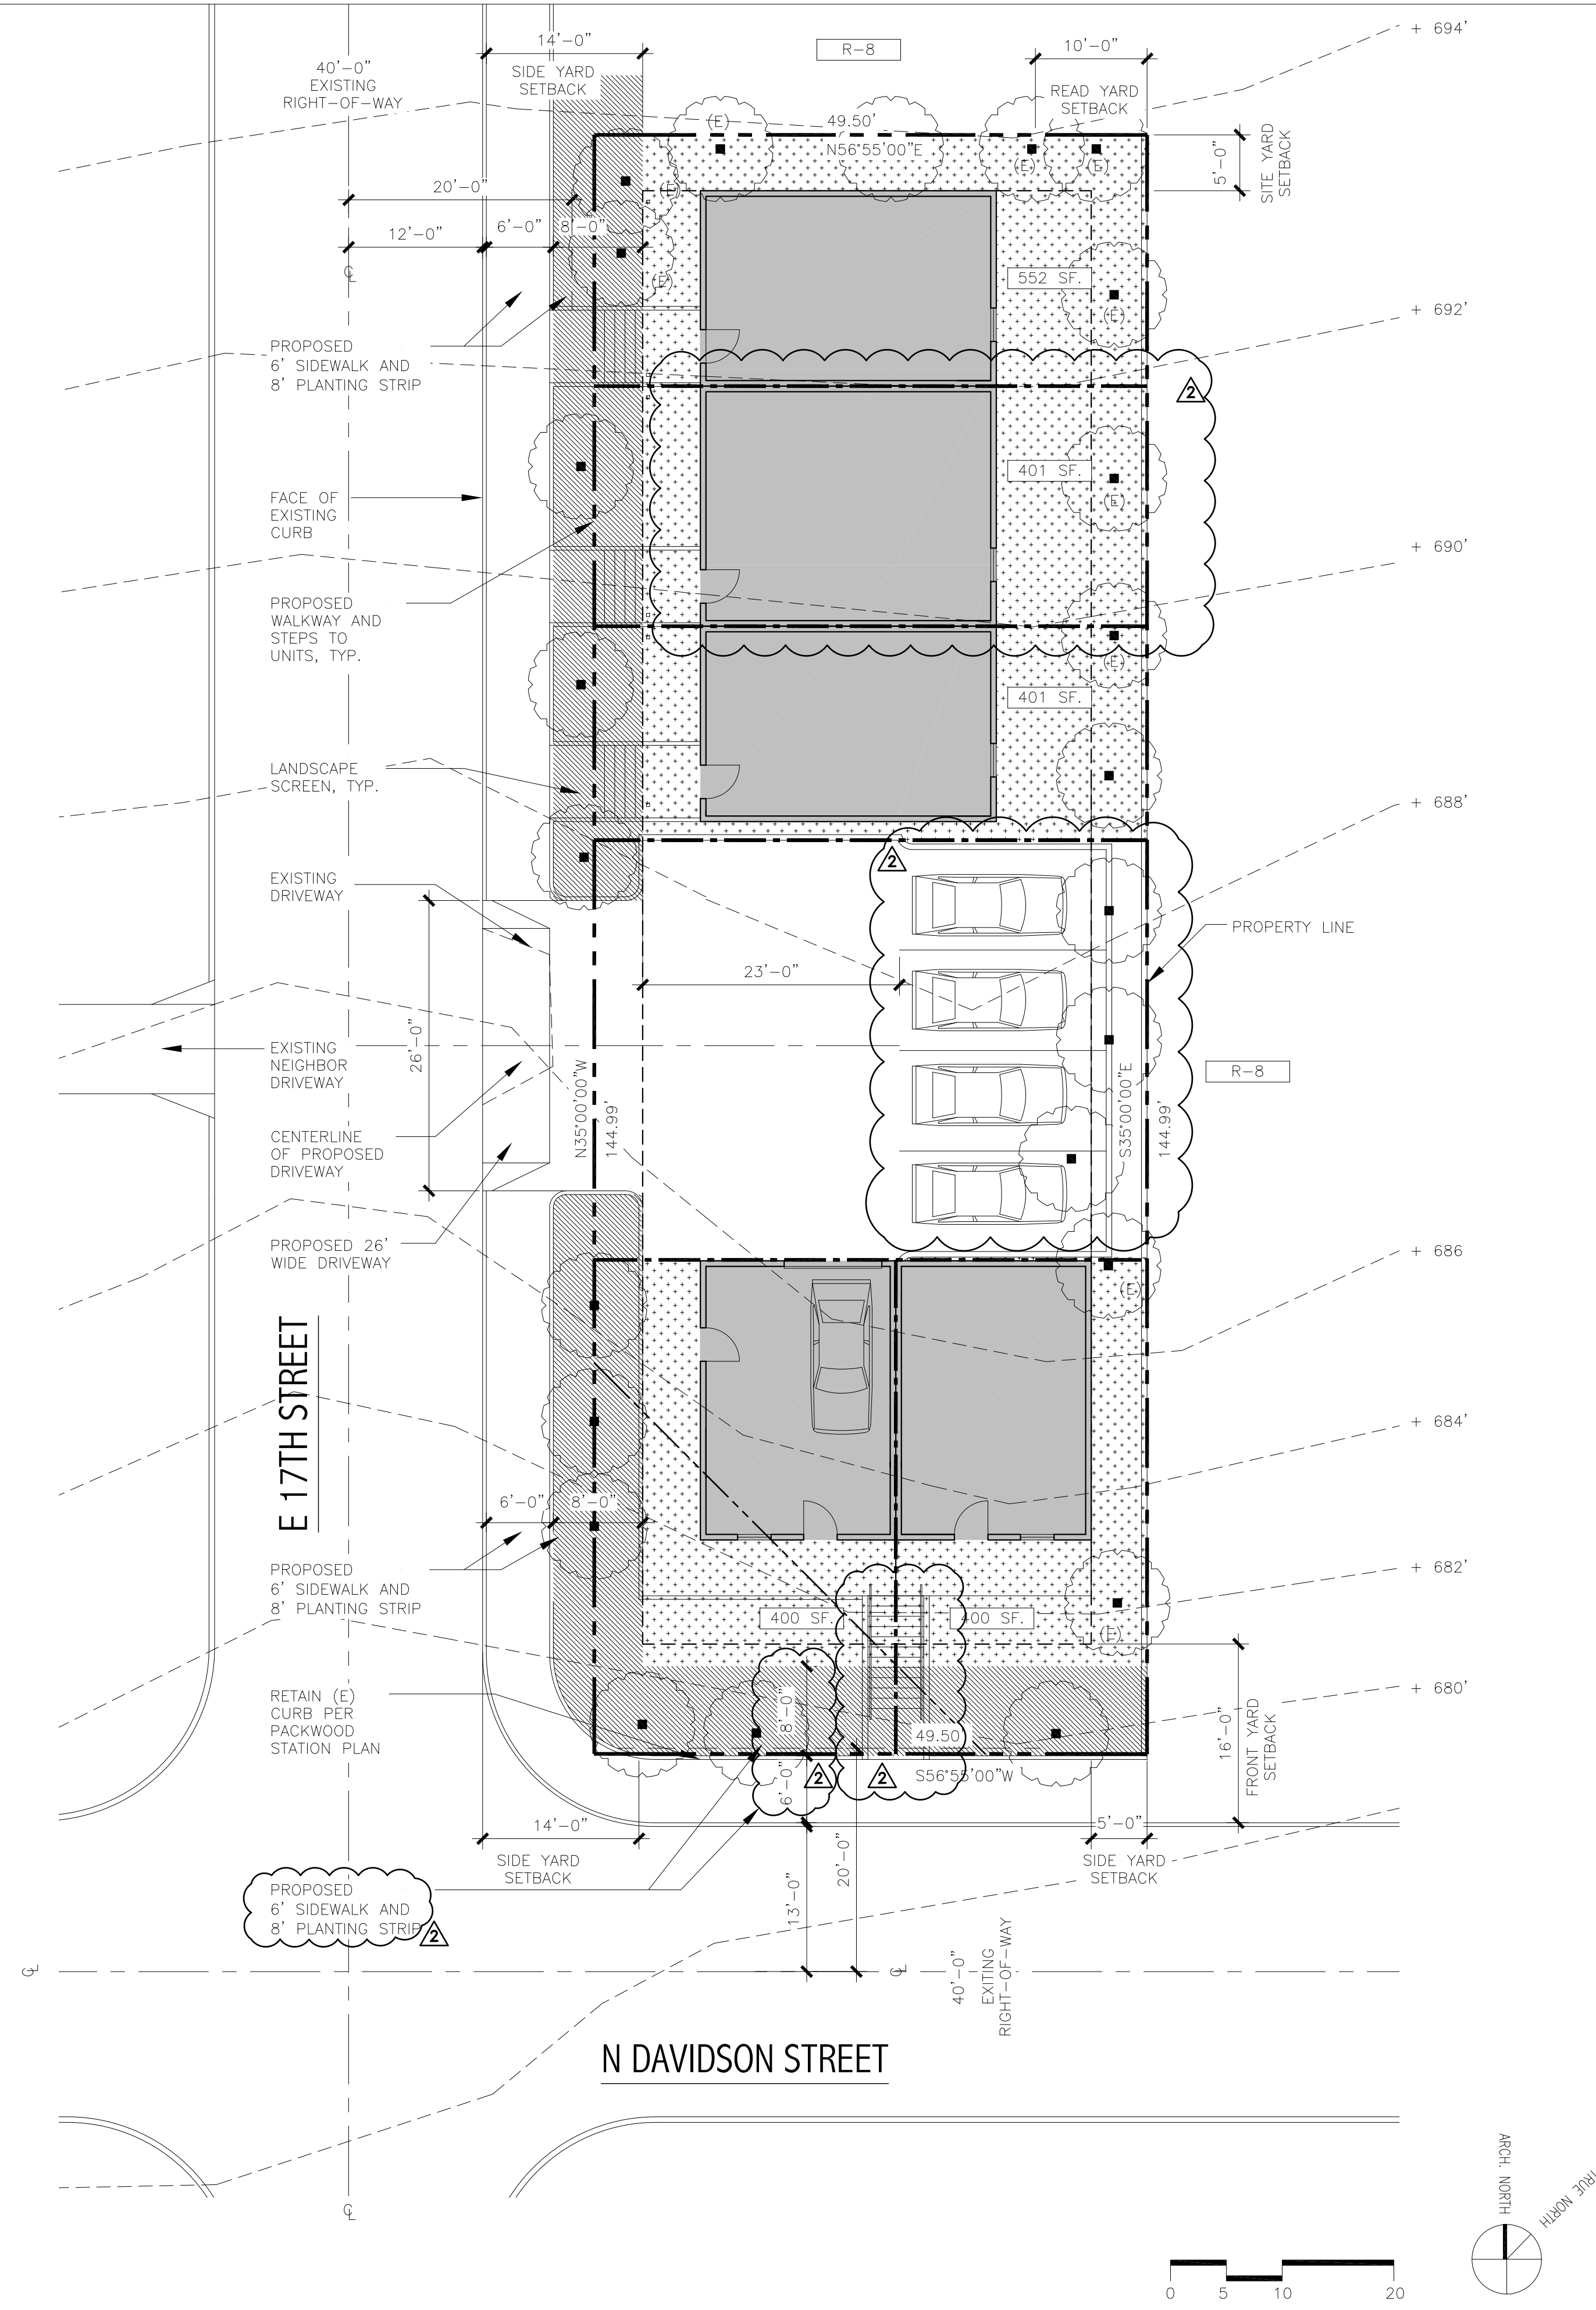 14'-0"
R-8
10'-0"
+ 694'
40'-0"
EXISTING
RIGHT-OF-WAY
SIDE YARD
SETBACK
READ YARD
SETBACK
(E)
49.50'
N56°55'00"E
(E)
(E)
5'-0"
SITE YARD
SETBACK
20'-0"
(E)
12'-0"
6'-0"
8'-0"
℄
(E)
552 SF.
(E)
+ 692'
PROPOSED
6' SIDEWALK AND
8' PLANTING STRIP
2
FACE OF
EXISTING
CURB
401 SF.
(E)
+ 690'
PROPOSED
WALKWAY AND
STEPS TO
UNITS, TYP.
(E)
401 SF.
LANDSCAPE
SCREEN, TYP.
+ 688'
2
EXISTING
DRIVEWAY
PROPERTY LINE
23'-0"
26'-0"
EXISTING
NEIGHBOR
DRIVEWAY
N35°00'00"W
144.99'
S35°00'00"E
144.99'
R-8
CENTERLINE
OF PROPOSED
DRIVEWAY
PROPOSED 26'
WIDE DRIVEWAY
+ 686
(E)
E 17TH STREET
+ 684'
6'-0"
8'-0"
PROPOSED
6' SIDEWALK AND
8' PLANTING STRIP
+ 682'
400 SF.
400 SF.
(E)
RETAIN (E)
CURB PER
PACKWOOD
STATION PLAN
+ 680'
8'-0"
49.50
16'-0"
FRONT YARD
SETBACK
6'-0"
2
2
S56°55'00"W
14'-0"
5'-0"
SIDE YARD
SETBACK
SIDE YARD
SETBACK
20'-0"
13'-0"
PROPOSED
6' SIDEWALK AND
8' PLANTING STRIP
2
℄
℄
40'-0"
EXITING
RIGHT-OF-WAY
N DAVIDSON STREET
℄
ARCH. NORTH
TRUE NORTH
0 5 10 20